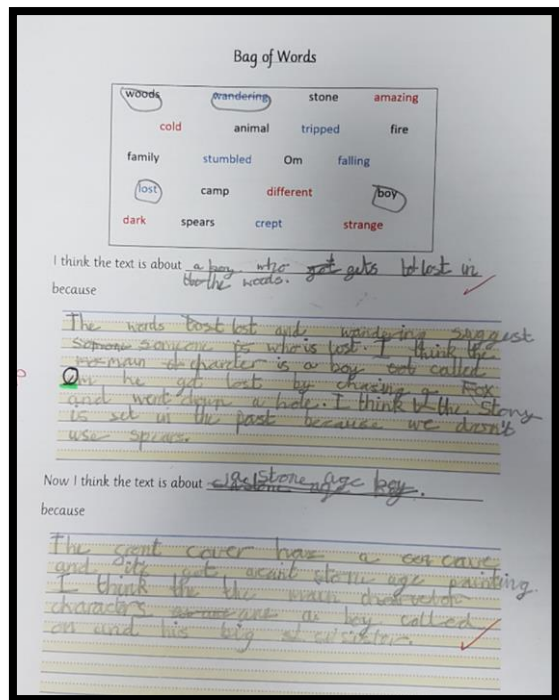 Bag of Words
woods wandering stone amazing
cold animal tripped fire
family stumbled Om falling
lost camp different boy
dark spears crept strange
I think the text is about a boy who got gets lost in
the woods.
because
The words lost and wandering suggest
someone is who is lost. I think the
main charcter is a boy called
Om he got lost by chasing a Fox
and went down a hole. I think the story
is set in the past because we don't
use spears.
Now I think the text is about stone age boy.
because
The front cover has a cave
and it's got stone age painting.
I think the the main
characters are a boy called
om and his big